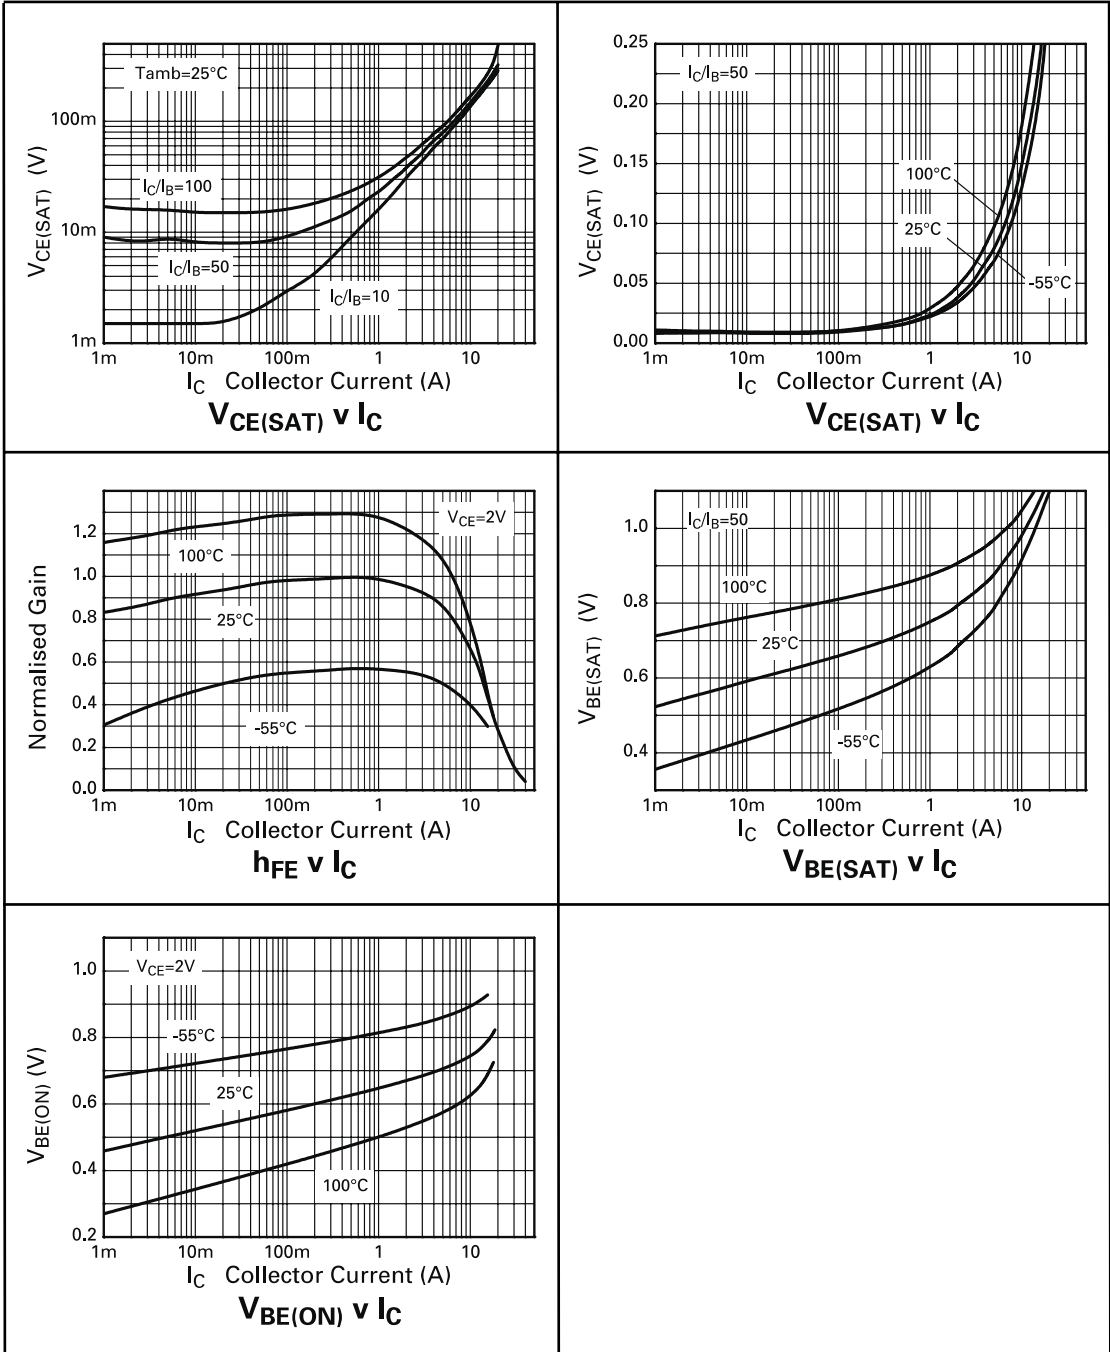 Tamb=25°C
IC/IB=100
IC/IB=50
IC/IB=10
VCE(SAT) (V)
100m
10m
1m
1m 10m 100m 1 10
IC Collector Current (A)
VCE(SAT) v IC
IC/IB=50
100°C
25°C
-55°C
VCE(SAT) (V)
0.25
0.20
0.15
0.10
0.05
0.00
1m 10m 100m 1 10
IC Collector Current (A)
VCE(SAT) v IC
VCE=2V
100°C
25°C
-55°C
Normalised Gain
1.2
1.0
0.8
0.6
0.4
0.2
0.0
1m 10m 100m 1 10
IC Collector Current (A)
hFE v IC
IC/IB=50
100°C
25°C
-55°C
VBE(SAT) (V)
1.0
0.8
0.6
0.4
1m 10m 100m 1 10
IC Collector Current (A)
VBE(SAT) v IC
VCE=2V
-55°C
25°C
100°C
VBE(ON) (V)
1.0
0.8
0.6
0.4
0.2
1m 10m 100m 1 10
IC Collector Current (A)
VBE(ON) v IC